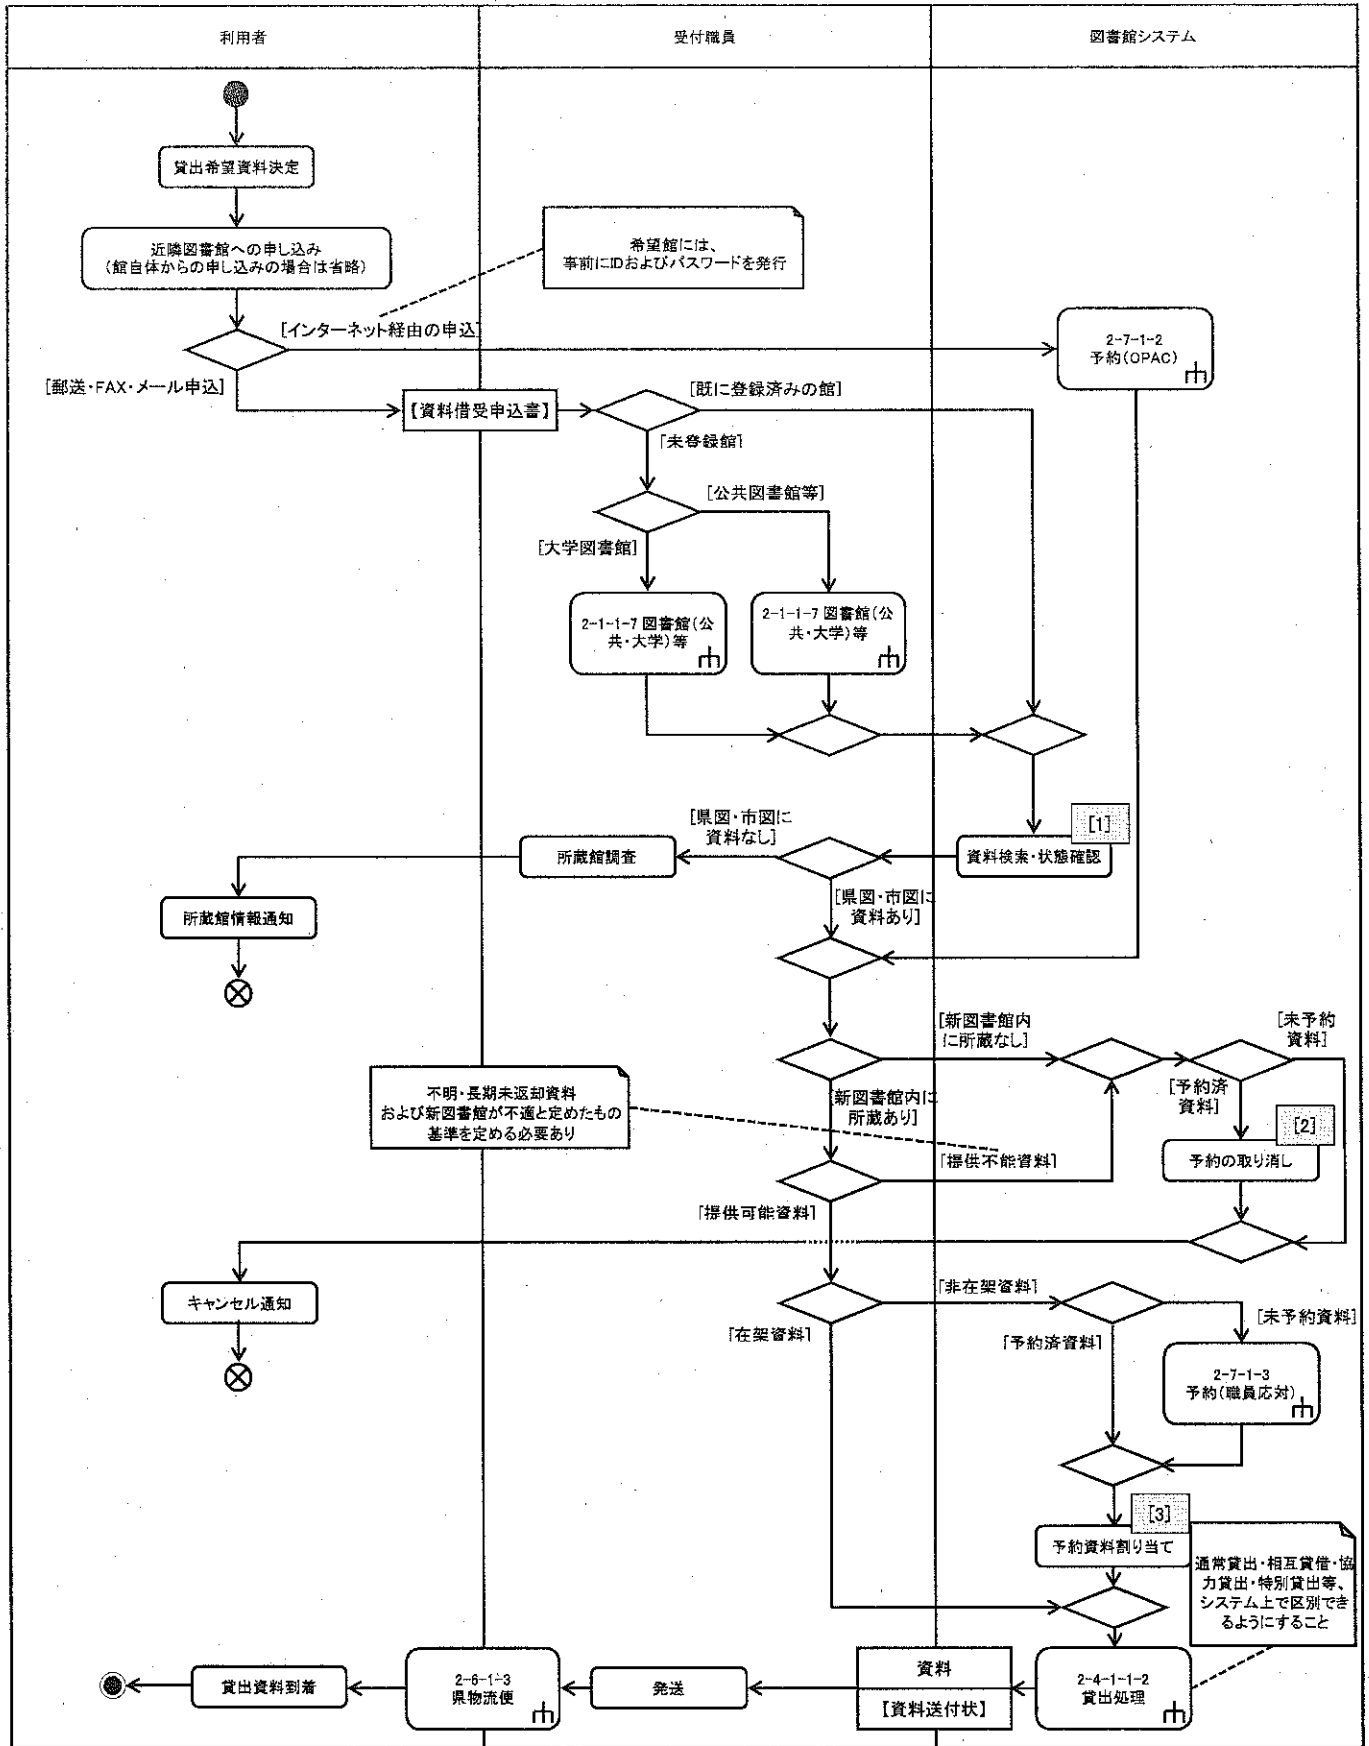 利用者
受付職員
図書館システム
貸出希望資料決定
近隣図書館への申し込み
(館自体からの申し込みの場合は省略)
希望館には、
事前にIDおよびパスワードを発行
[インターネット経由の申込]
2-7-1-2
予約(OPAC)
[郵送・FAX・メール申込]
【資料借受申込書】
[既に登録済みの館]
[未登録館]
[公共図書館等]
[大学図書館]
2-1-1-7 図書館(公
共・大学)等
2-1-1-7 図書館(公
共・大学)等
[1]
資料検索・状態確認
[県図・市図に
資料なし]
所蔵館調査
[県図・市図に
資料あり]
所蔵館情報通知
[新図書館内
に所蔵なし]
[未予約
資料]
不明・長期未返却資料
および新図書館が不適と定めたもの
基準を定める必要あり
[新図書館内に
所蔵あり]
[予約済
資料]
[2]
予約の取り消し
[提供不能資料]
[提供可能資料]
キャンセル通知
[非在架資料]
[未予約資料]
[在架資料]
[予約済資料]
2-7-1-3
予約(職員応対)
[3]
予約資料割り当て
通常貸出・相互貸借・協
力貸出・特別貸出等、
システム上で区別でき
るようにすること
貸出資料到着
2-6-1-3
県物流便
発送
資料
【資料送付状】
2-4-1-1-2
貸出処理